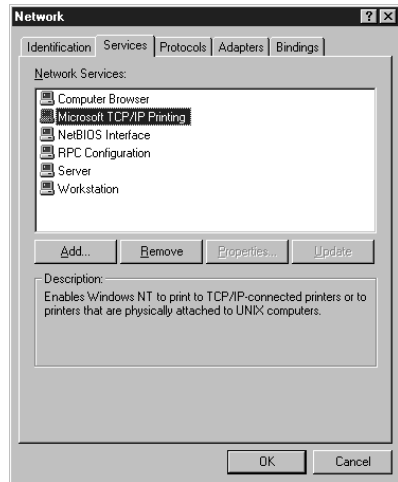 Network
Identification Services Protocols Adapters Bindings
Network Services:
Computer Browser
Microsoft TCP/IP Printing
NetBIOS Interface
RPC Configuration
Server
Workstation
Add... Remove Properties... Update
Description:
Enables Windows NT to print to TCP/IP-connected printers or to
printers that are physically attached to UNIX computers.
OK Cancel